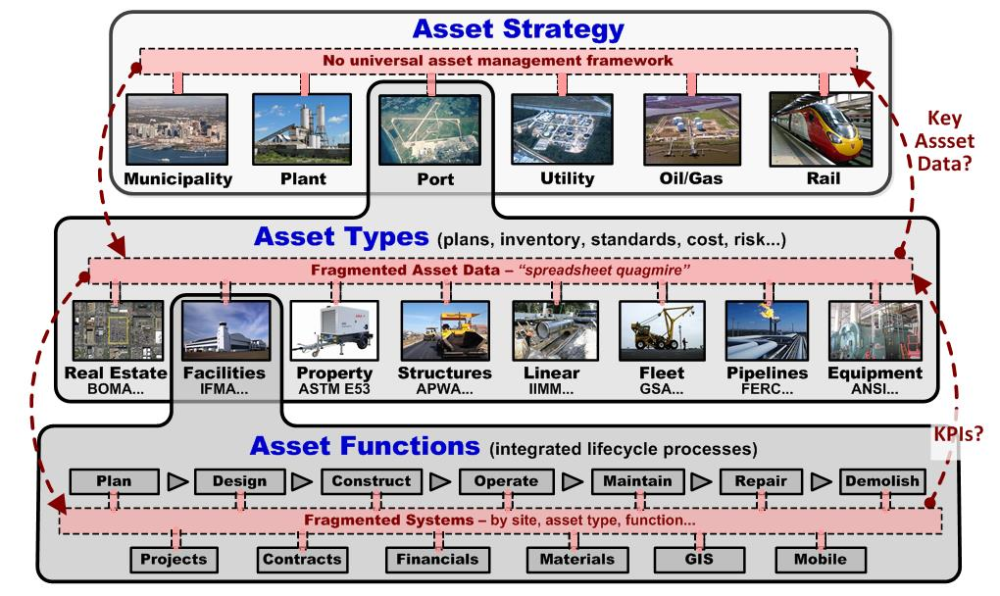 Asset Strategy
No universal asset management framework
Municipality
Plant
Port
Utility
Oil/Gas
Rail
Key
Assset
Data?
Asset Types (plans, inventory, standards, cost, risk...)
Fragmented Asset Data – “spreadsheet quagmire”
Real Estate
BOMA...
Facilities
IFMA...
Property
ASTM E53
Structures
APWA...
Linear
IIMM...
Fleet
GSA...
Pipelines
FERC...
Equipment
ANSI...
KPIs?
Asset Functions (integrated lifecycle processes)
Plan
Design
Construct
Operate
Maintain
Repair
Demolish
Fragmented Systems – by site, asset type, function...
Projects
Contracts
Financials
Materials
GIS
Mobile